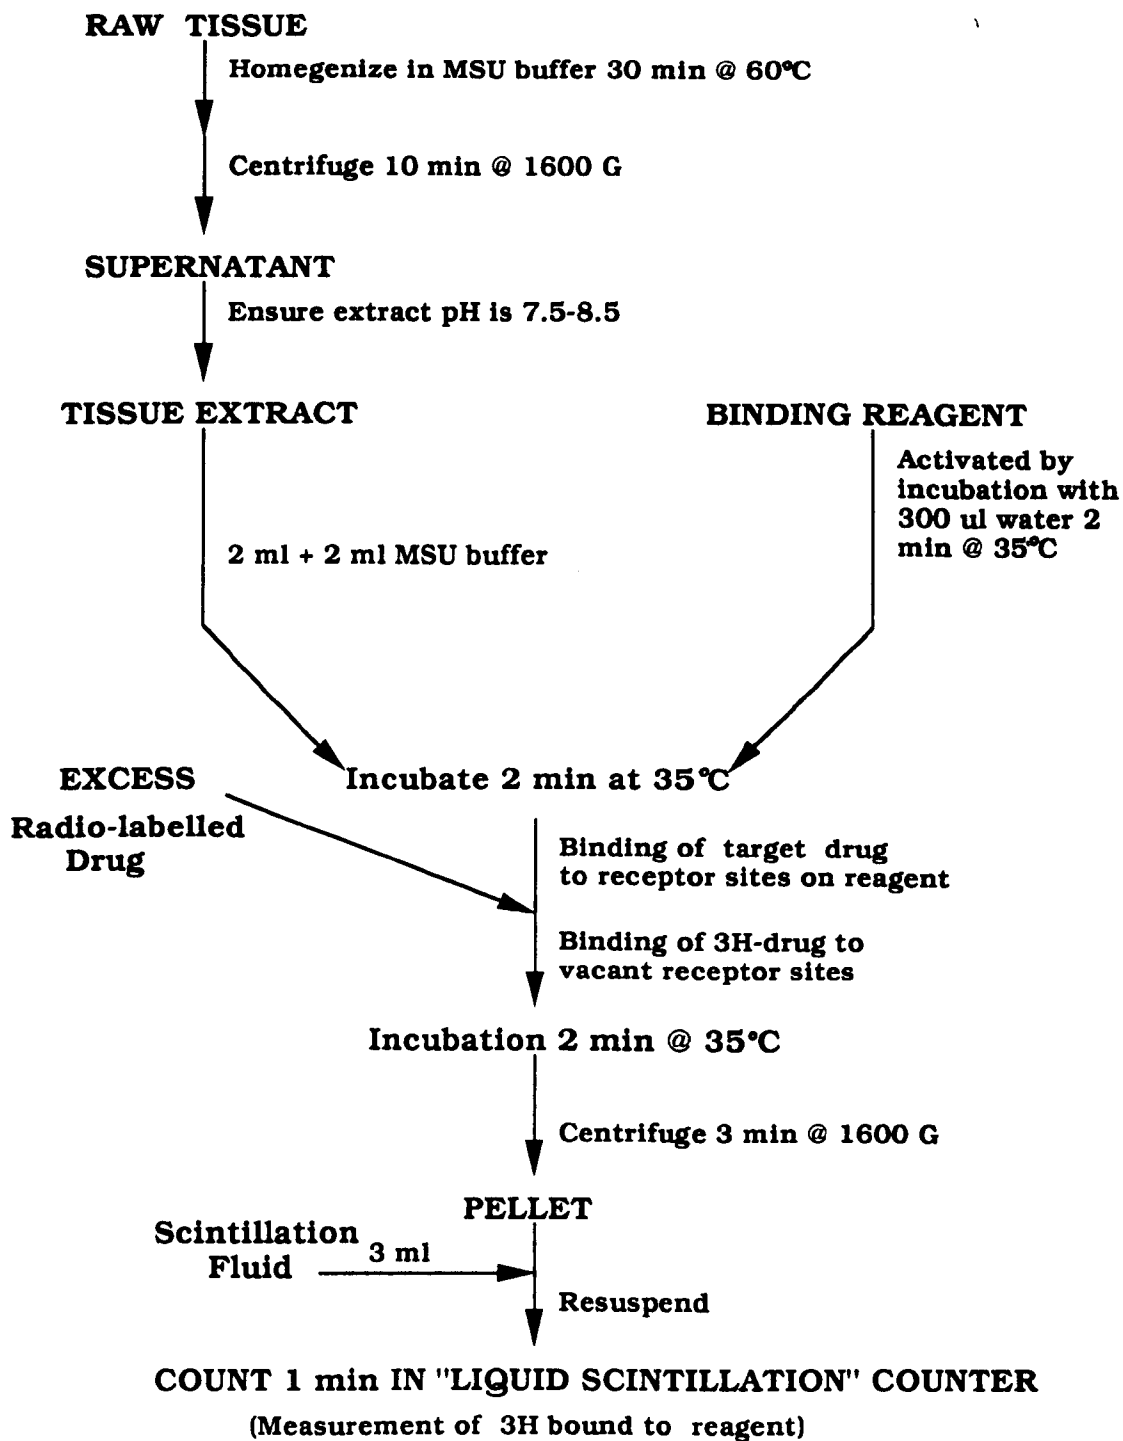 RAW TISSUE
Homegenize in MSU buffer 30 min @ 60°C
Centrifuge 10 min @ 1600 G
SUPERNATANT
Ensure extract pH is 7.5-8.5
TISSUE EXTRACT
BINDING REAGENT
Activated by
incubation with
300 ul water 2
min @ 35°C
2 ml + 2 ml MSU buffer
EXCESS
Radio-labelled
Drug
Incubate 2 min at 35°C
Binding of target drug
to receptor sites on reagent
Binding of 3H-drug to
vacant receptor sites
Incubation 2 min @ 35°C
Centrifuge 3 min @ 1600 G
PELLET
Scintillation
Fluid
3 ml
Resuspend
COUNT 1 min IN "LIQUID SCINTILLATION" COUNTER
(Measurement of 3H bound to reagent)